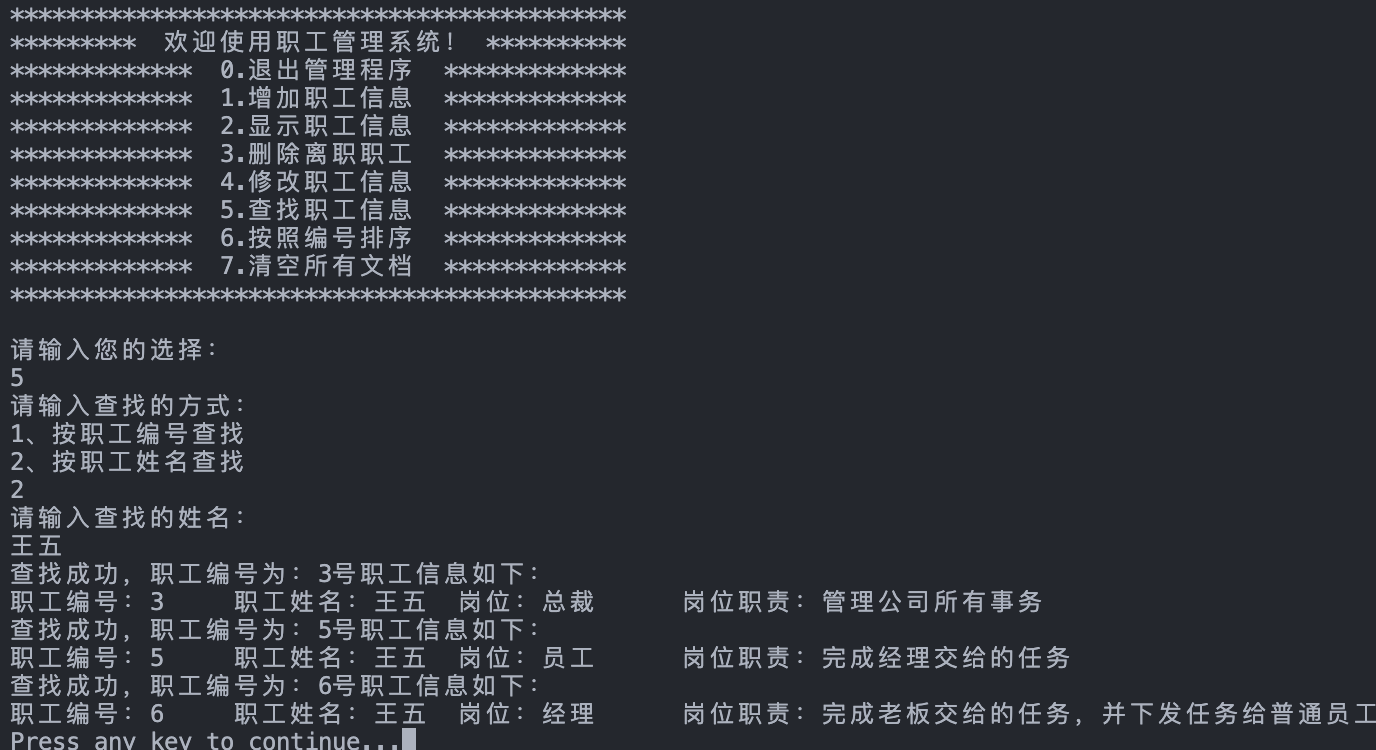 ********************************************
*********  欢迎使用职工管理系统！ **********
*************  0.退出管理程序  *************
*************  1.增加职工信息  *************
*************  2.显示职工信息  *************
*************  3.删除离职职工  *************
*************  4.修改职工信息  *************
*************  5.查找职工信息  *************
*************  6.按照编号排序  *************
*************  7.清空所有文档  *************
********************************************
请输入您的选择：
5
请输入查找的方式：
1、按职工编号查找
2、按职工姓名查找
2
请输入查找的姓名：
王五
查找成功，职工编号为：3号职工信息如下：
职工编号：3     职工姓名：王五  岗位：总裁      岗位职责：管理公司所有事务
查找成功，职工编号为：5号职工信息如下：
职工编号：5     职工姓名：王五  岗位：员工      岗位职责：完成经理交给的任务
查找成功，职工编号为：6号职工信息如下：
职工编号：6     职工姓名：王五  岗位：经理      岗位职责：完成老板交给的任务，并下发任务给普通员工
Press any key to continue...